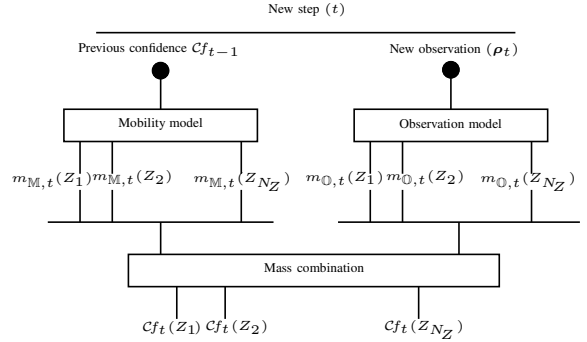 New step (t)
Previous confidence 𝒞f_{t−1}
New observation (ρ_t)
Mobility model
Observation model
m_{𝕄,t}(Z_1) m_{𝕄,t}(Z_2) m_{𝕄,t}(Z_{N_Z}) m_{𝕆,t}(Z_1) m_{𝕆,t}(Z_2) m_{𝕆,t}(Z_{N_Z})
Mass combination
𝒞f_t(Z_1) 𝒞f_t(Z_2) 𝒞f_t(Z_{N_Z})